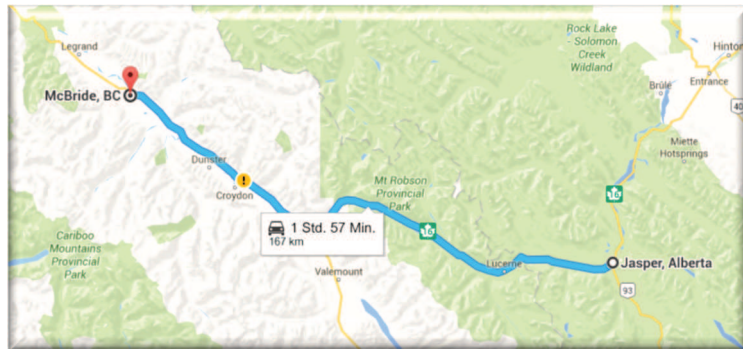 Rock Lake
- Solomon
Creek
Wildland
Legrand
Hinton
Entrance
McBride, BC
Brûlé
40
Miette
Hotsprings
Dunster
!
Croydon
Mt Robson
Provincial
Park
16
16
1 Std. 57 Min.
167 km
Cariboo
Mountains
Provincial
Park
Valemount
Lucerne
Jasper, Alberta
93